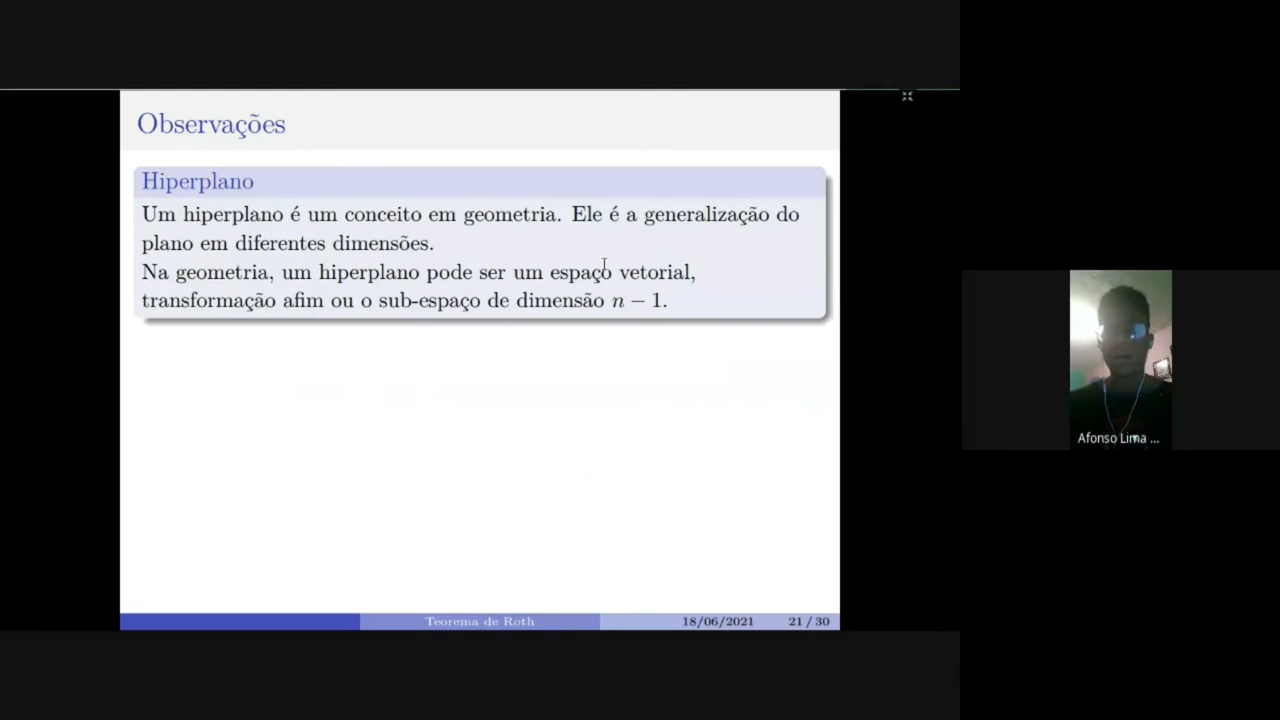 Observações
Hiperplano
Um hiperplano é um conceito em geometria. Ele é a generalização do
plano em diferentes dimensões.
Na geometria, um hiperplano pode ser um espaço vetorial,
transformação afim ou o sub-espaço de dimensão n − 1.
Teorema de Roth
18/06/2021
21 / 30
Afonso Lima ...